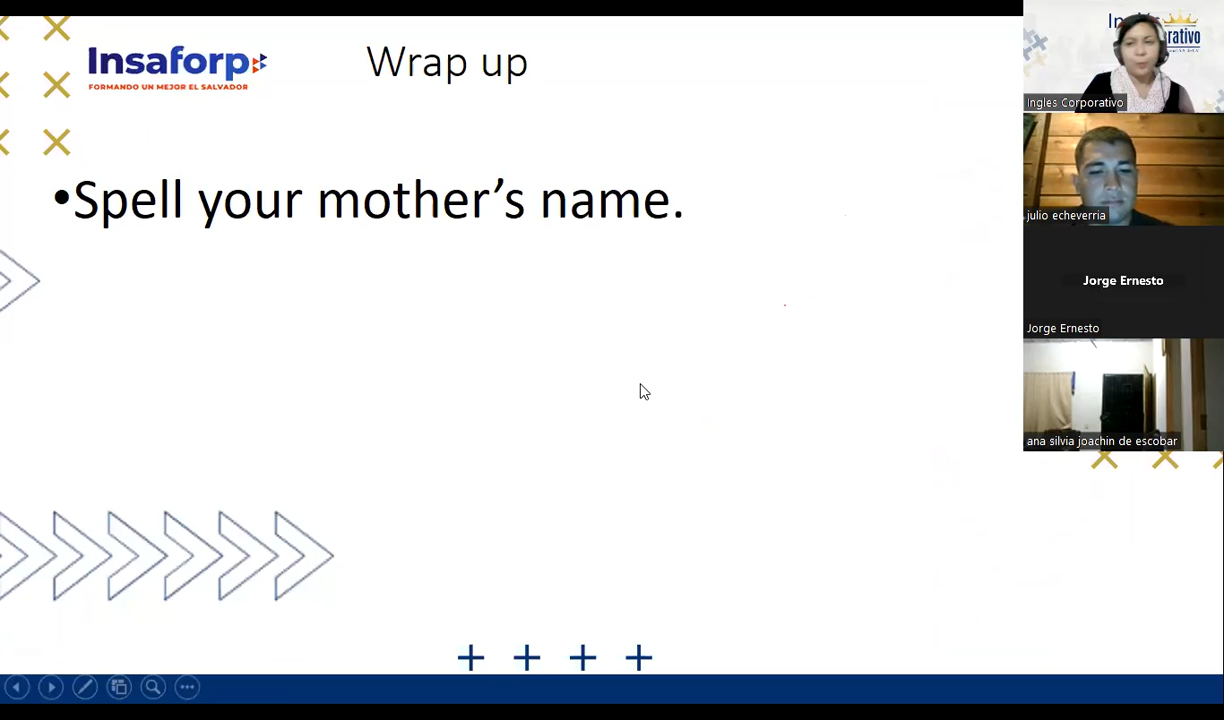 Insaforp
FORMANDO UN MEJOR EL SALVADOR
Wrap up
•Spell your mother’s name.
Ingles Corporativo
julio echeverria
Jorge Ernesto
Jorge Ernesto
ana silvia joachin de escobar